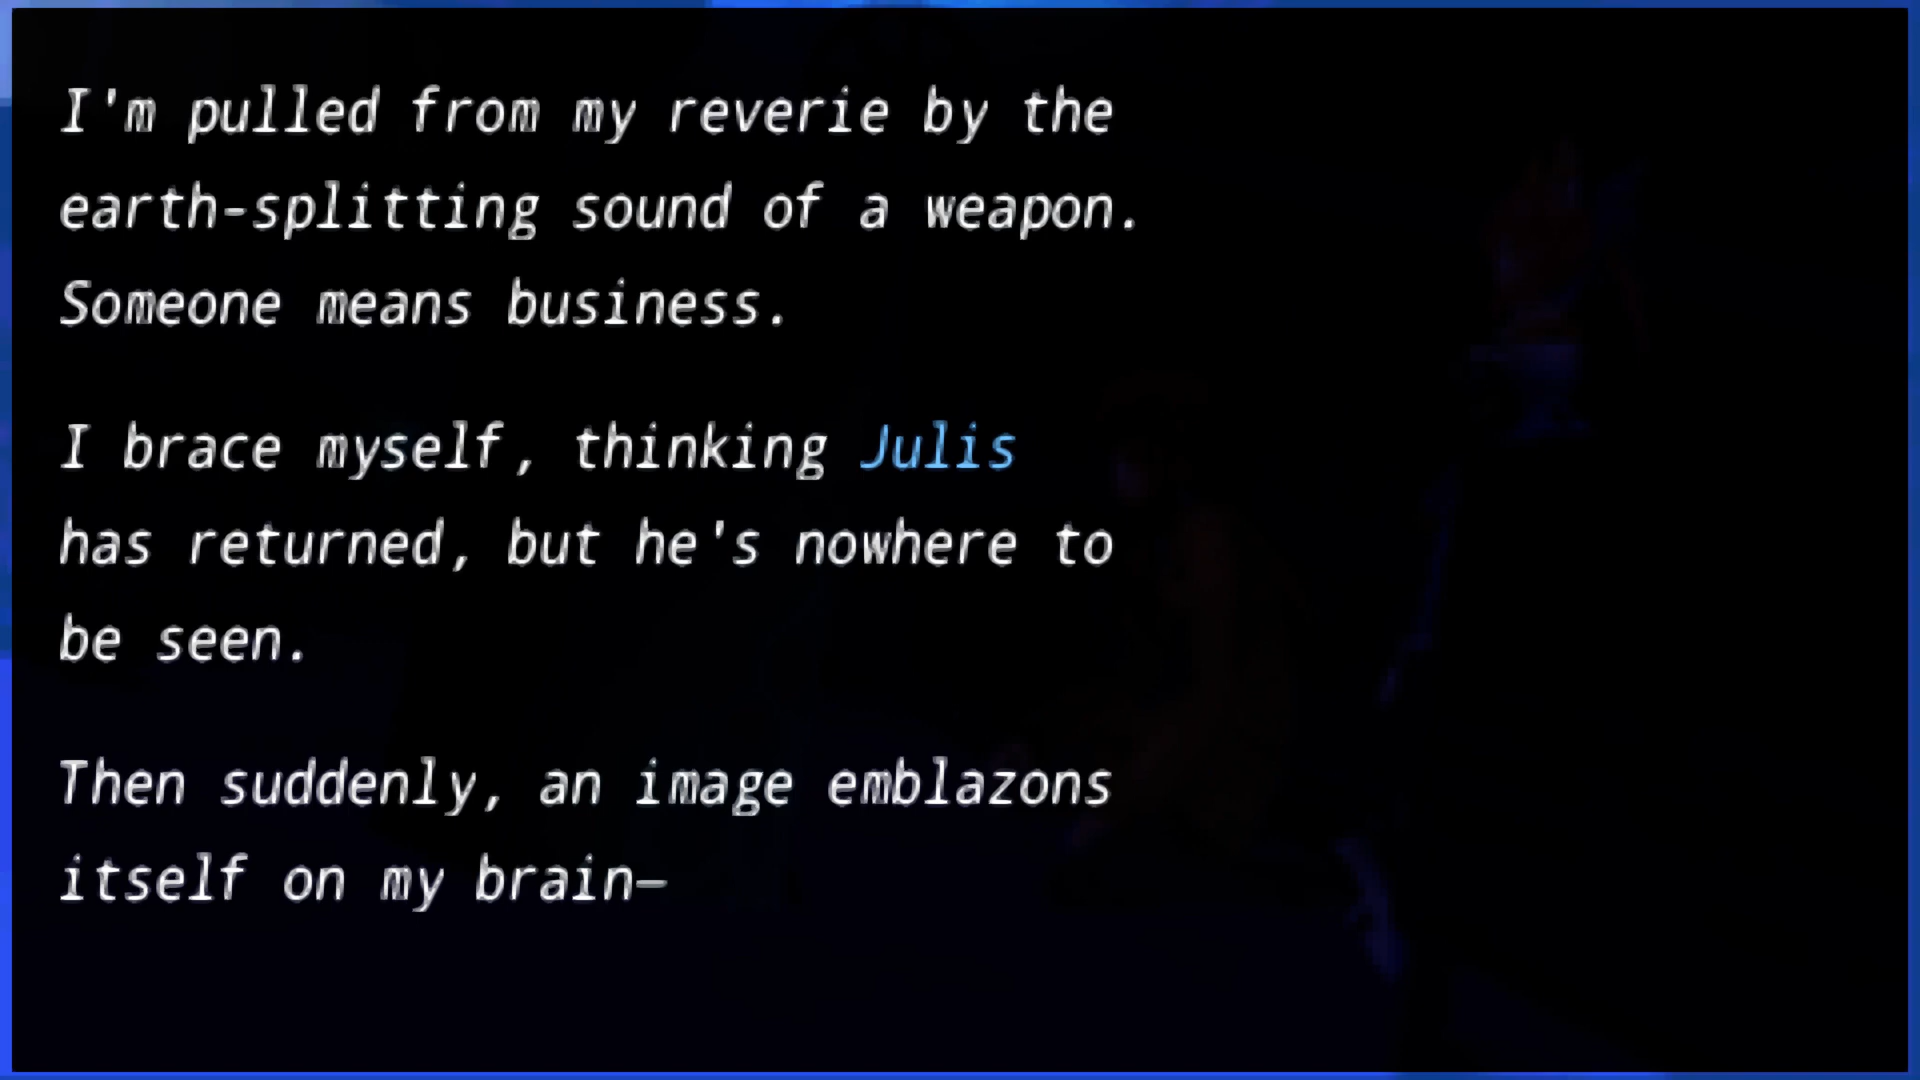 I'm pulled from my reverie by the
earth-splitting sound of a weapon.
Someone means business.
I brace myself, thinking Julis
has returned, but he's nowhere to
be seen.
Then suddenly, an image emblazons
itself on my brain—